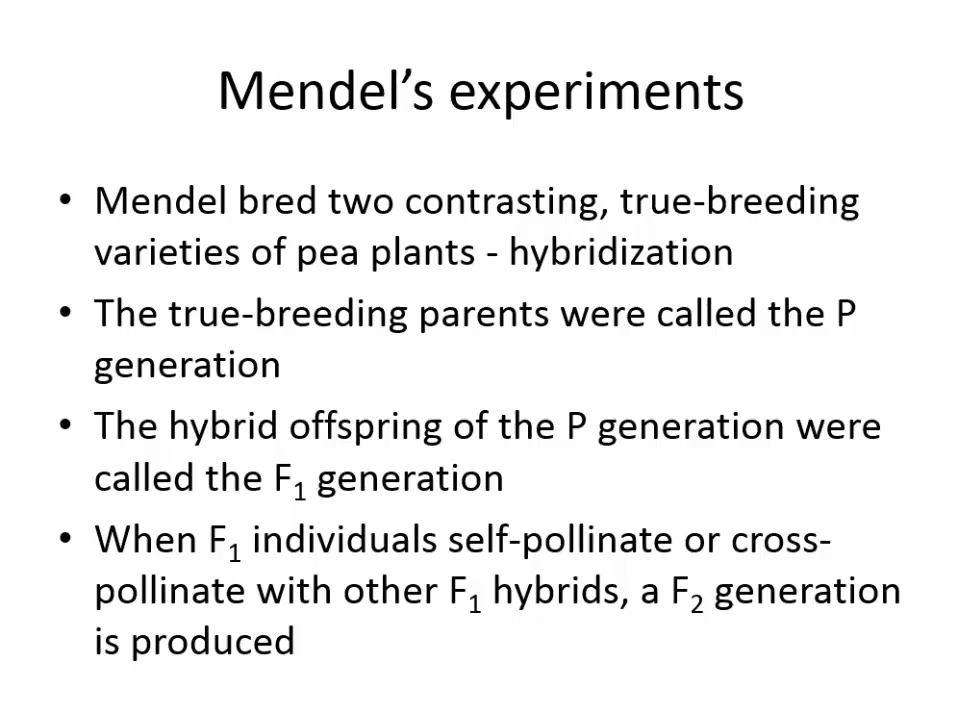 Mendel’s experiments
• Mendel bred two contrasting, true-breeding
varieties of pea plants - hybridization
• The true-breeding parents were called the P
generation
• The hybrid offspring of the P generation were
called the F₁ generation
• When F₁ individuals self-pollinate or cross-
pollinate with other F₁ hybrids, a F₂ generation
is produced